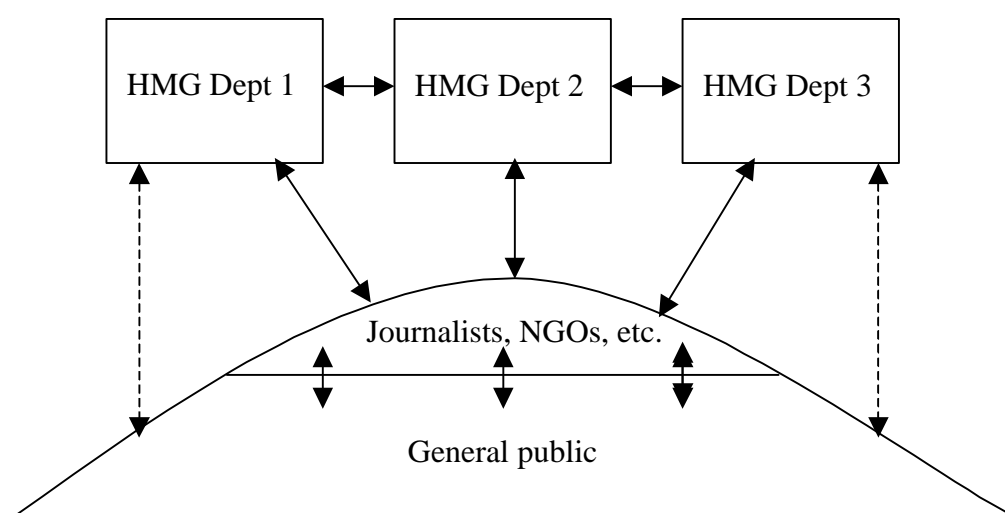 HMG Dept 1
HMG Dept 2
HMG Dept 3
Journalists, NGOs, etc.
General public